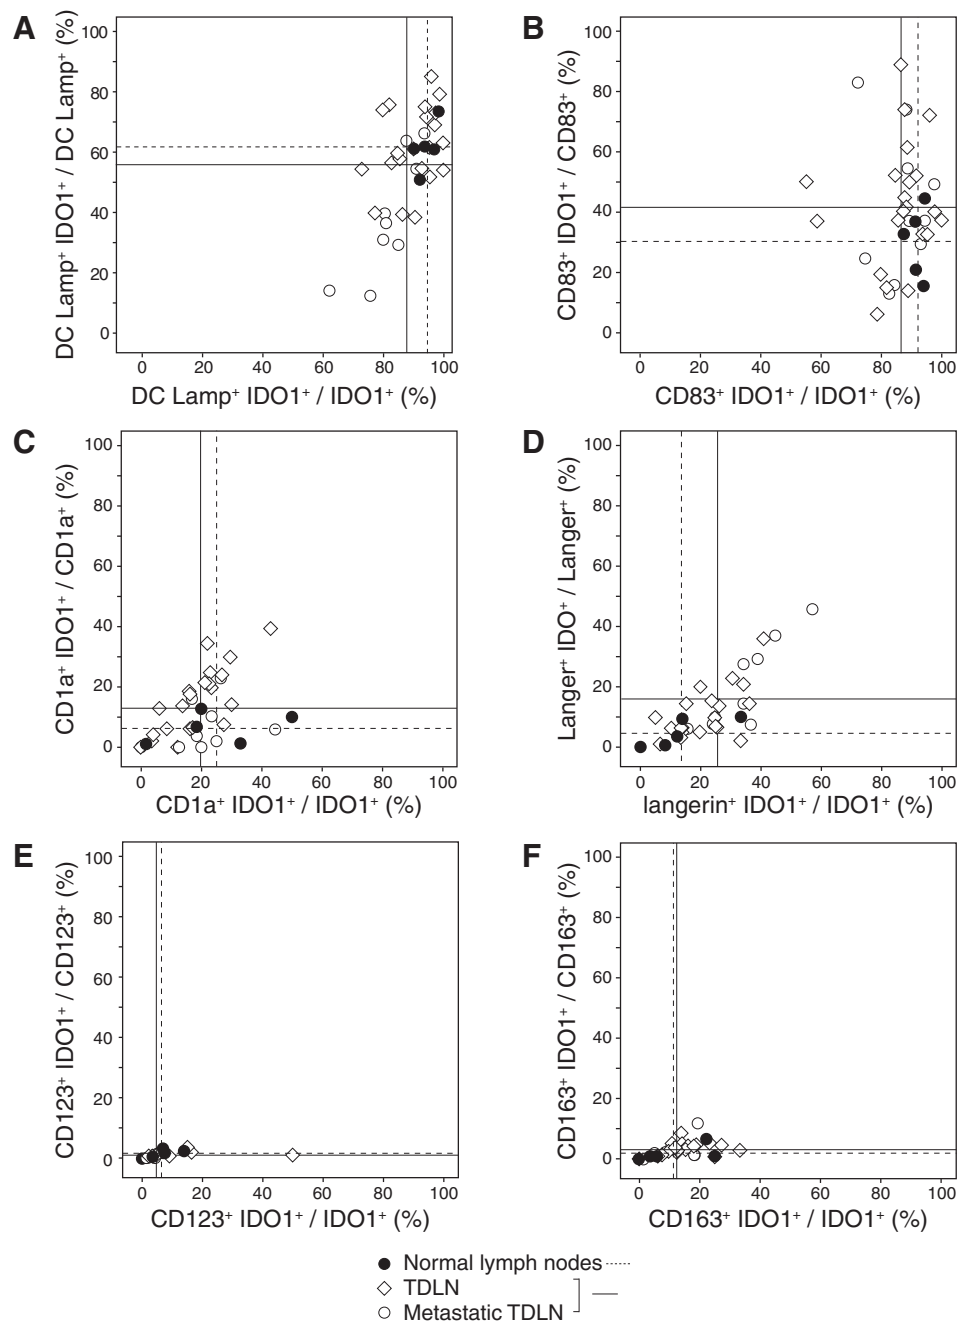 A
DC Lamp⁺ IDO1⁺ / DC Lamp⁺ (%)
100
80
60
40
20
0
0 20 40 60 80 100
DC Lamp⁺ IDO1⁺ / IDO1⁺ (%)
B
CD83⁺ IDO1⁺ / CD83⁺ (%)
100
80
60
40
20
0
0 20 40 60 80 100
CD83⁺ IDO1⁺ / IDO1⁺ (%)
C
CD1a⁺ IDO1⁺ / CD1a⁺ (%)
100
80
60
40
20
0
0 20 40 60 80 100
CD1a⁺ IDO1⁺ / IDO1⁺ (%)
D
Langer⁺ IDO⁺ / Langer⁺ (%)
100
80
60
40
20
0
0 20 40 60 80 100
langerin⁺ IDO1⁺ / IDO1⁺ (%)
E
CD123⁺ IDO1⁺ / CD123⁺ (%)
100
80
60
40
20
0
0 20 40 60 80 100
CD123⁺ IDO1⁺ / IDO1⁺ (%)
F
CD163⁺ IDO1⁺ / CD163⁺ (%)
100
80
60
40
20
0
0 20 40 60 80 100
CD163⁺ IDO1⁺ / IDO1⁺ (%)
Normal lymph nodes
TDLN
Metastatic TDLN